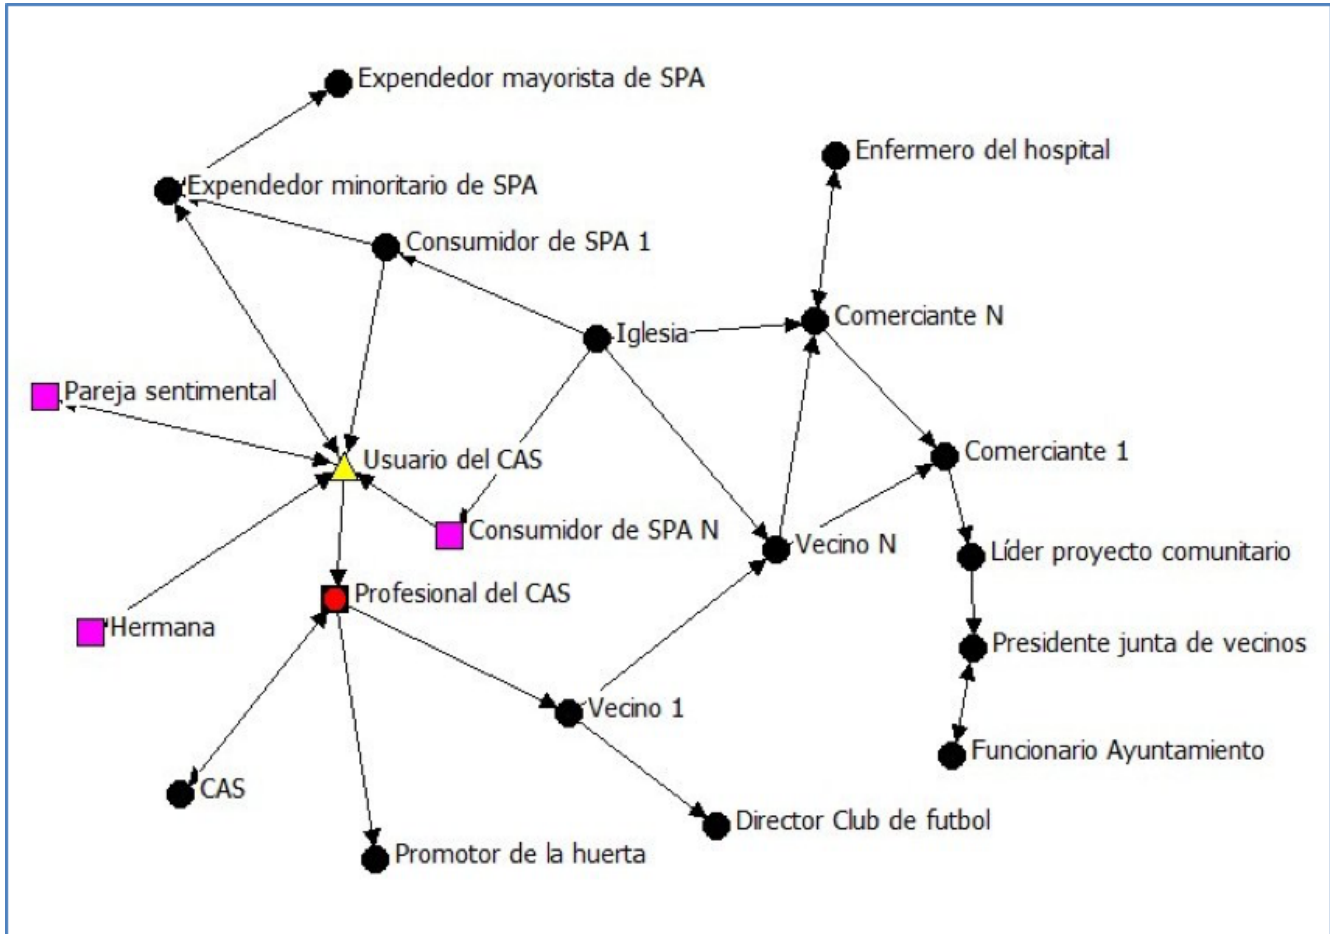 Expendedor mayorista de SPA
Enfermero del hospital
Expendedor minoritario de SPA
Consumidor de SPA 1
Comerciante N
Iglesia
Pareja sentimental
Comerciante 1
Usuario del CAS
Consumidor de SPA N
Vecino N
Líder proyecto comunitario
Profesional del CAS
Hermana
Presidente junta de vecinos
Vecino 1
Funcionario Ayuntamiento
CAS
Director Club de futbol
Promotor de la huerta